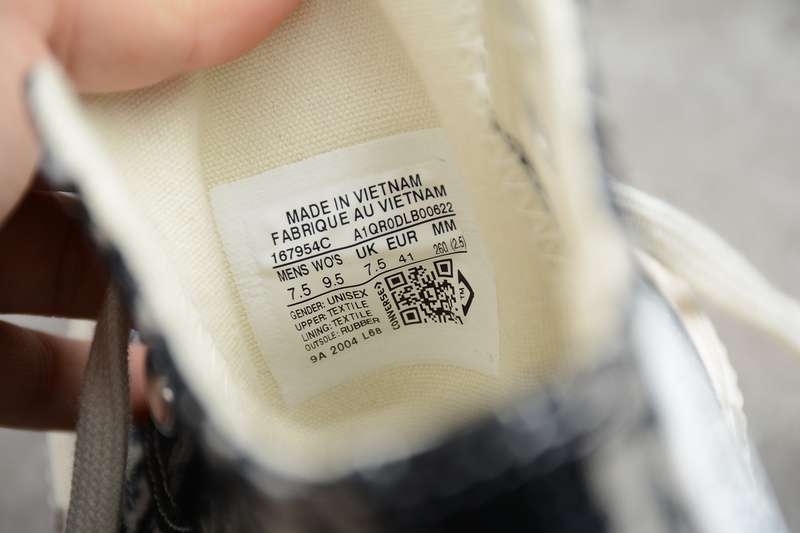 MADE IN VIETNAM
FABRIQUE AU VIETNAM
167954C A1QR0DLB00622
MENS WO'S UK EUR MM
7.5 9.5 7.5 41 260 (2.5)
GENDER: UNISEX
UPPER: TEXTILE
LINING: TEXTILE
OUTSOLE: RUBBER
9A 2004 L68
CONVERSE